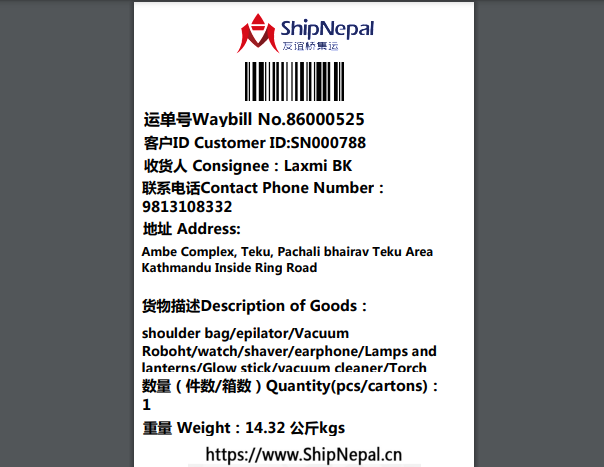 ShipNepal
友谊桥集运
运单号Waybill No.86000525
客户ID Customer ID:SN000788
收货人 Consignee：Laxmi BK
联系电话Contact Phone Number：
9813108332
地址 Address:
Ambe Complex, Teku, Pachali bhairav Teku Area
Kathmandu Inside Ring Road
货物描述Description of Goods：
shoulder bag/epilator/Vacuum
Roboht/watch/shaver/earphone/Lamps and
lanterns/Glow stick/vacuum cleaner/Torch
数量（件数/箱数）Quantity(pcs/cartons)：
1
重量 Weight：14.32 公斤kgs
https://www.ShipNepal.cn